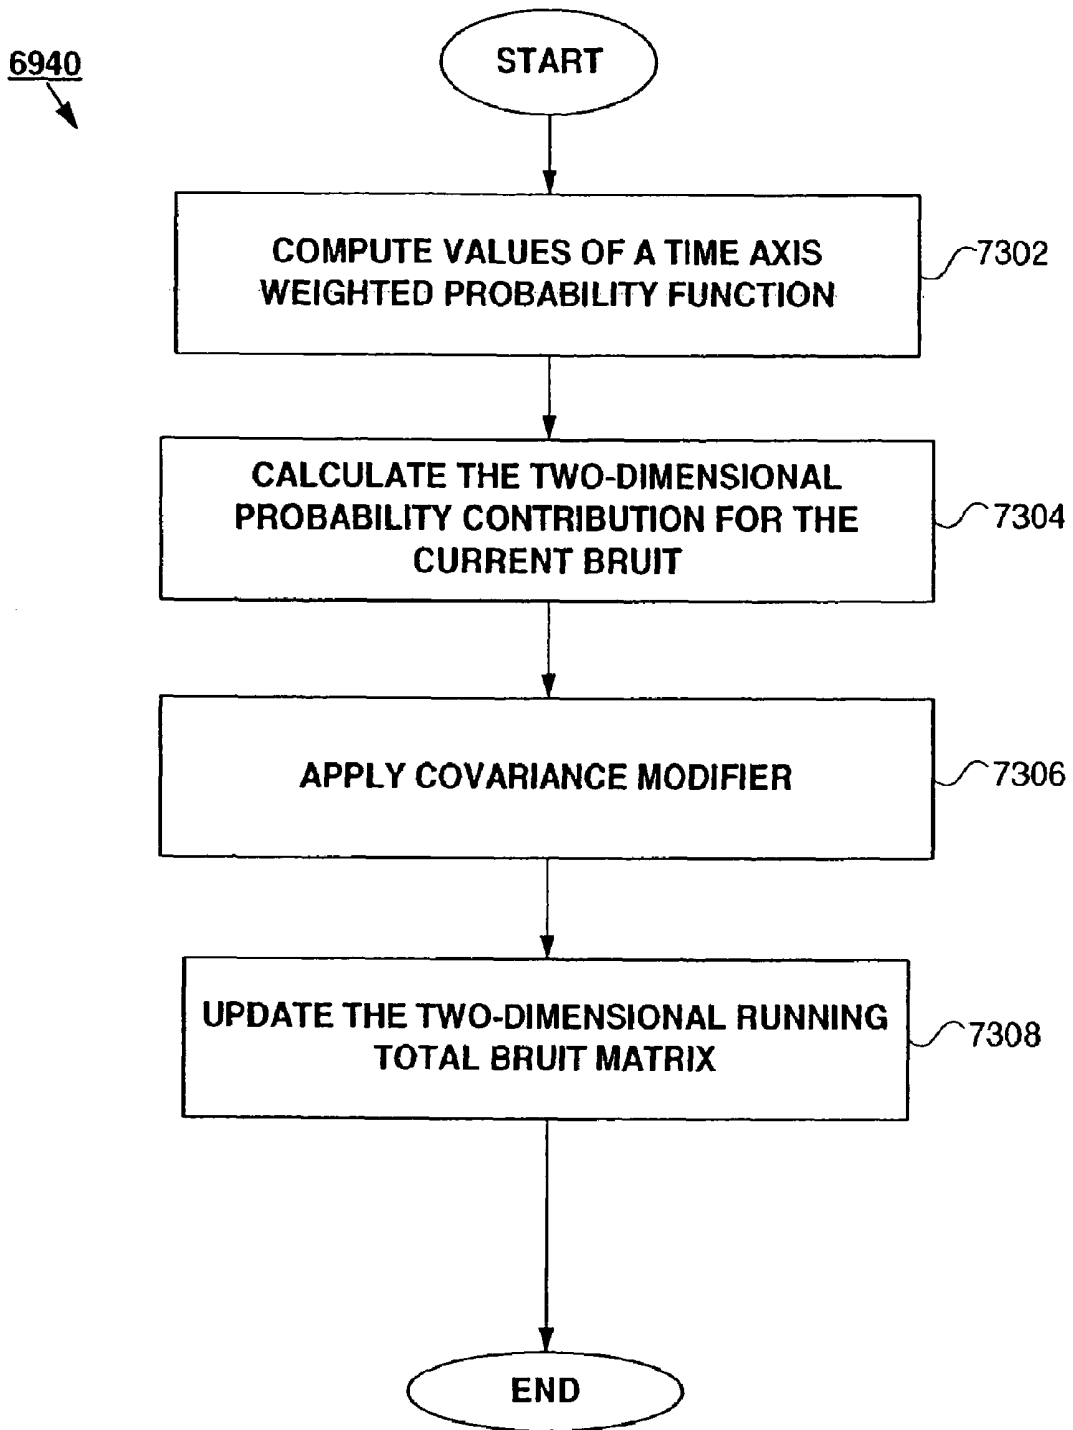 6940
START
COMPUTE VALUES OF A TIME AXIS
WEIGHTED PROBABILITY FUNCTION
7302
CALCULATE THE TWO-DIMENSIONAL
PROBABILITY CONTRIBUTION FOR THE
CURRENT BRUIT
7304
APPLY COVARIANCE MODIFIER
7306
UPDATE THE TWO-DIMENSIONAL RUNNING
TOTAL BRUIT MATRIX
7308
END